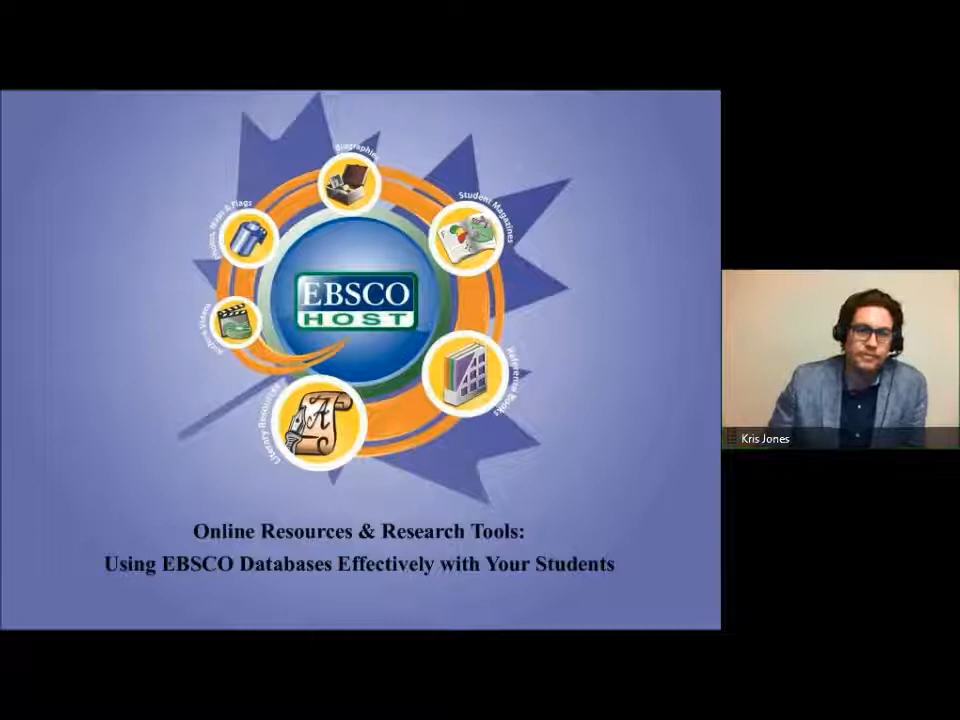 Biographies
Student Magazines
Photos, Maps & Flags
EBSCO
HOST
Reference Books
Literary Resources
Kris Jones
Online Resources & Research Tools:
Using EBSCO Databases Effectively with Your Students